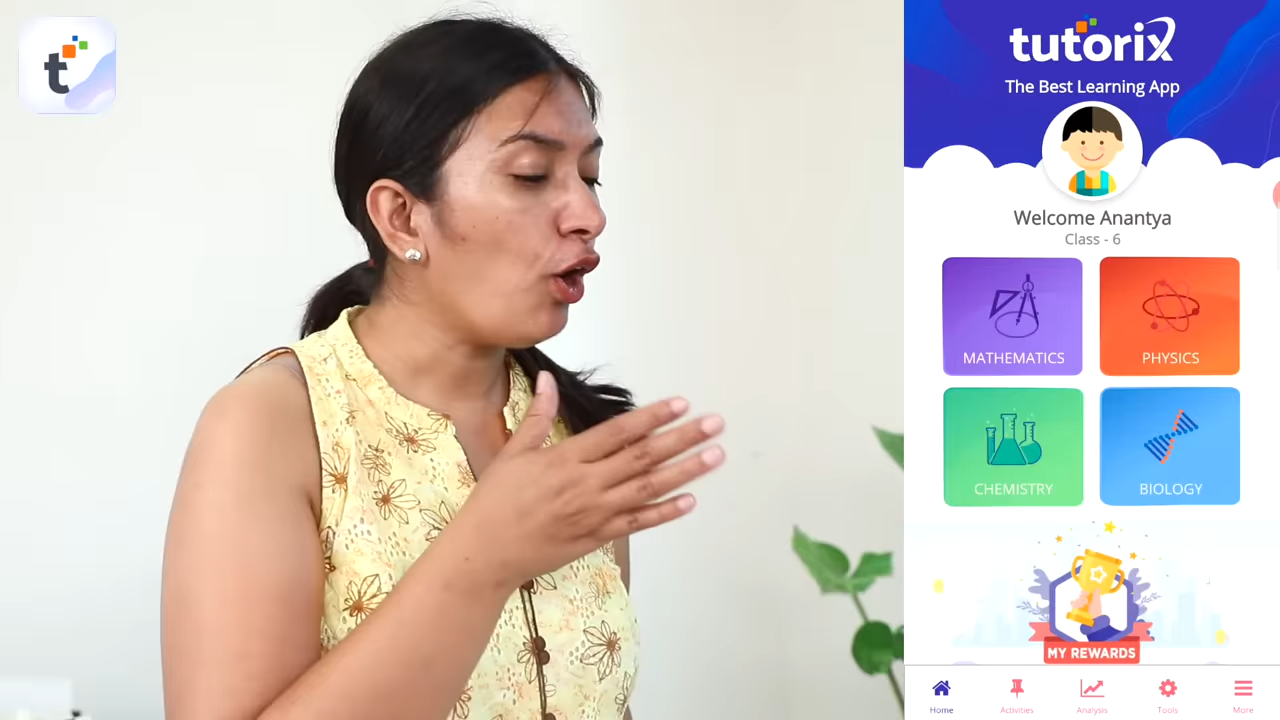 t
tutorix
The Best Learning App
Welcome Anantya
Class - 6
MATHEMATICS
PHYSICS
CHEMISTRY
BIOLOGY
MY REWARDS
Home
Activities
Analysis
Tools
More